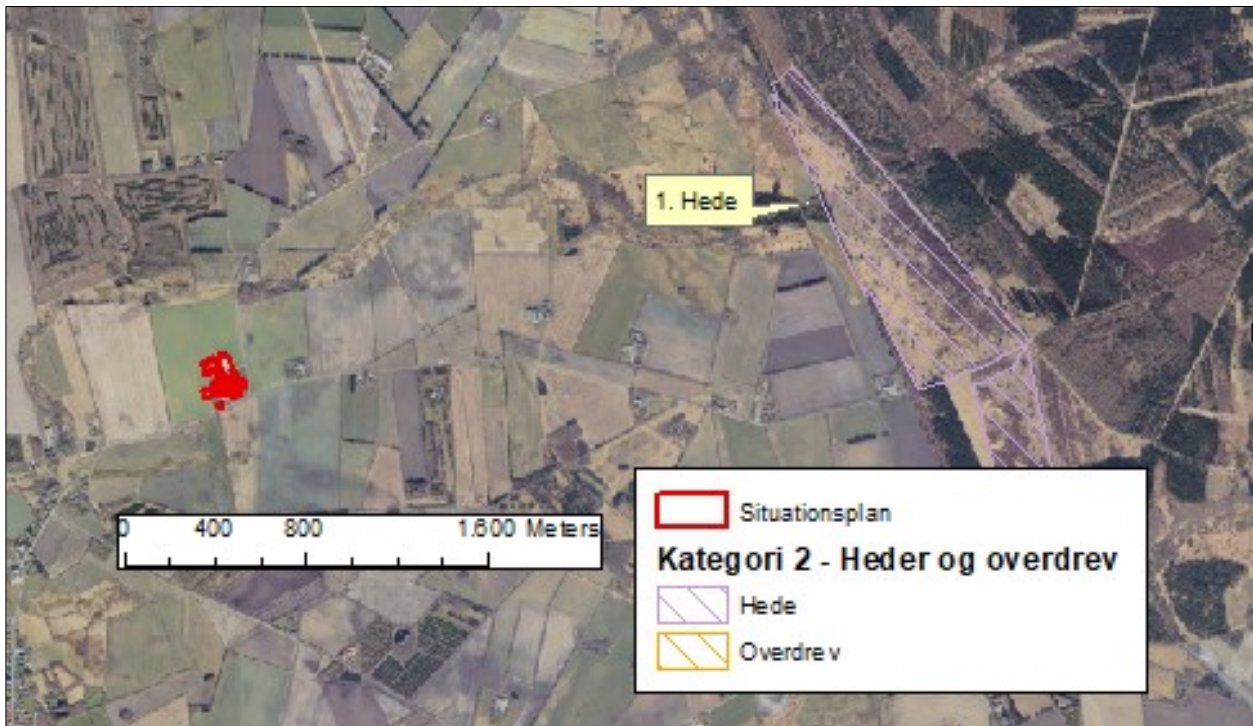 1. Hede
0 400 800 1.600 Meters
Situationsplan
Kategori 2 - Heder og overdrev
Hede
Overdrev